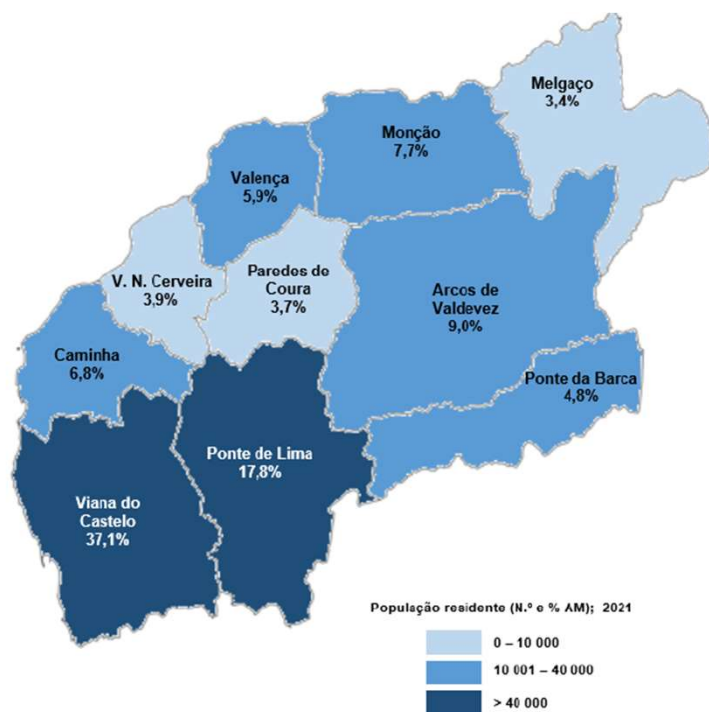 Melgaço
3,4%
Monção
7,7%
Valença
5,9%
V. N. Cerveira
3,9%
Paredes de
Coura
3,7%
Arcos de
Valdevez
9,0%
Caminha
6,8%
Ponte da Barca
4,8%
Ponte de Lima
17,8%
Viana do
Castelo
37,1%
População residente (N.º e % AM); 2021
0 – 10 000
10 001 – 40 000
> 40 000